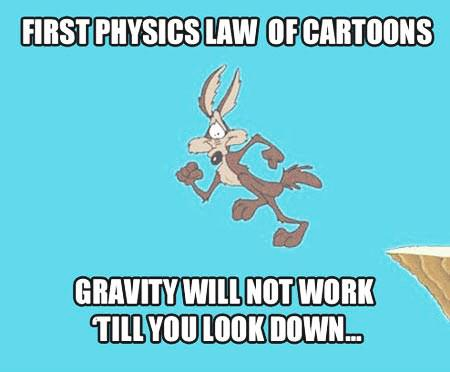 FIRST PHYSICS LAW OF CARTOONS
GRAVITY WILL NOT WORK
'TILL YOU LOOK DOWN...